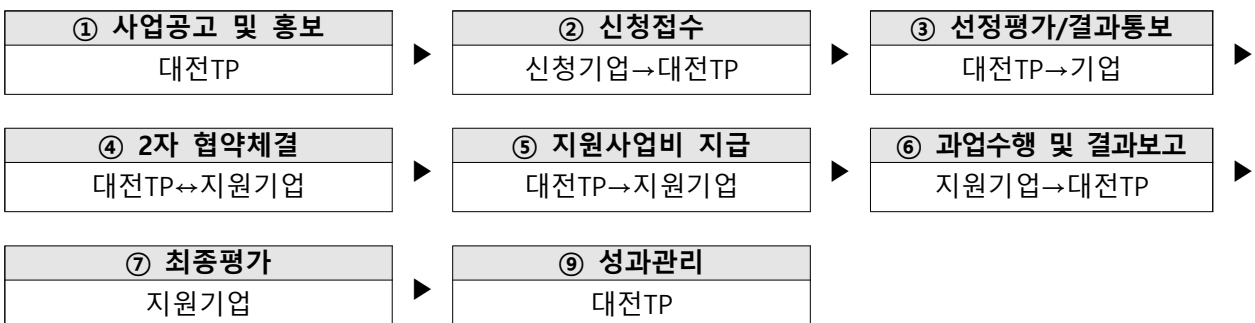 ① 사업공고 및 홍보
대전TP
▶
② 신청접수
신청기업→대전TP
▶
③ 선정평가/결과통보
대전TP→기업
▶
④ 2자 협약체결
대전TP↔지원기업
▶
⑤ 지원사업비 지급
대전TP→지원기업
▶
⑥ 과업수행 및 결과보고
지원기업→대전TP
▶
⑦ 최종평가
지원기업
▶
⑨ 성과관리
대전TP